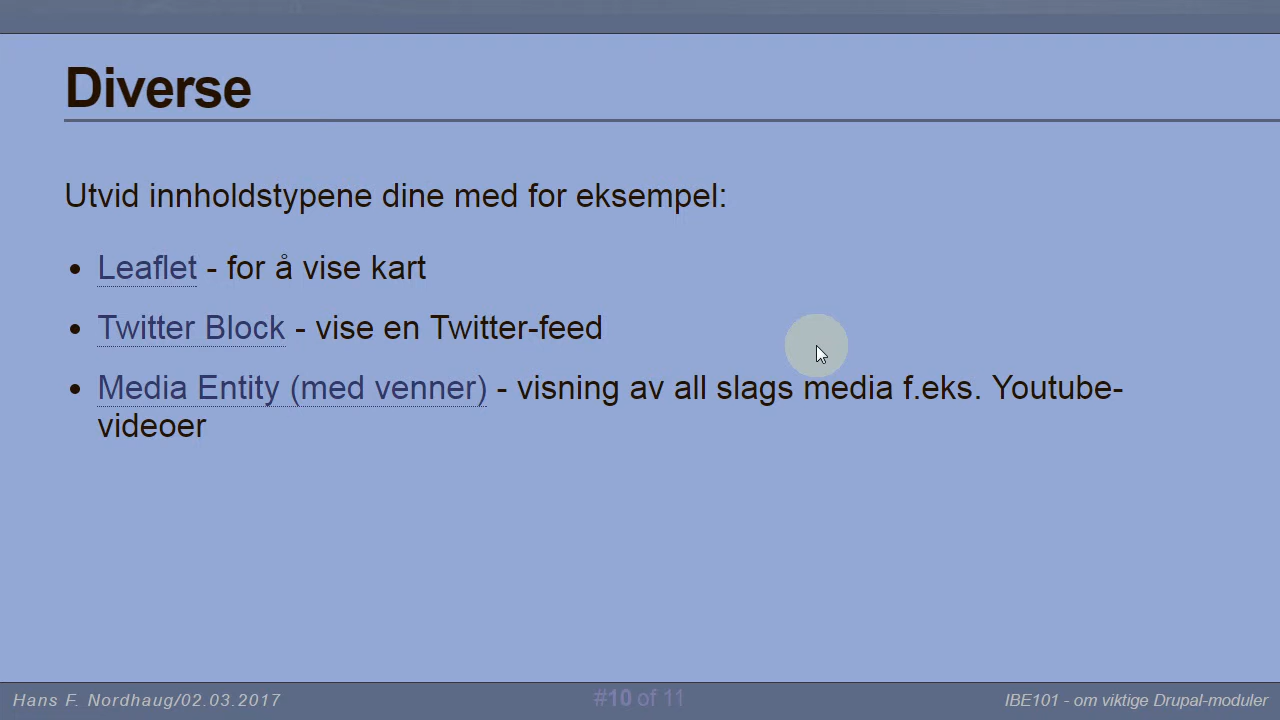 Diverse
Utvid innholdstypene dine med for eksempel:
• Leaflet - for å vise kart
• Twitter Block - vise en Twitter-feed
• Media Entity (med venner) - visning av all slags media f.eks. Youtube-
videoer
Hans F. Nordhaug/02.03.2017
#10 of 11
IBE101 - om viktige Drupal-moduler